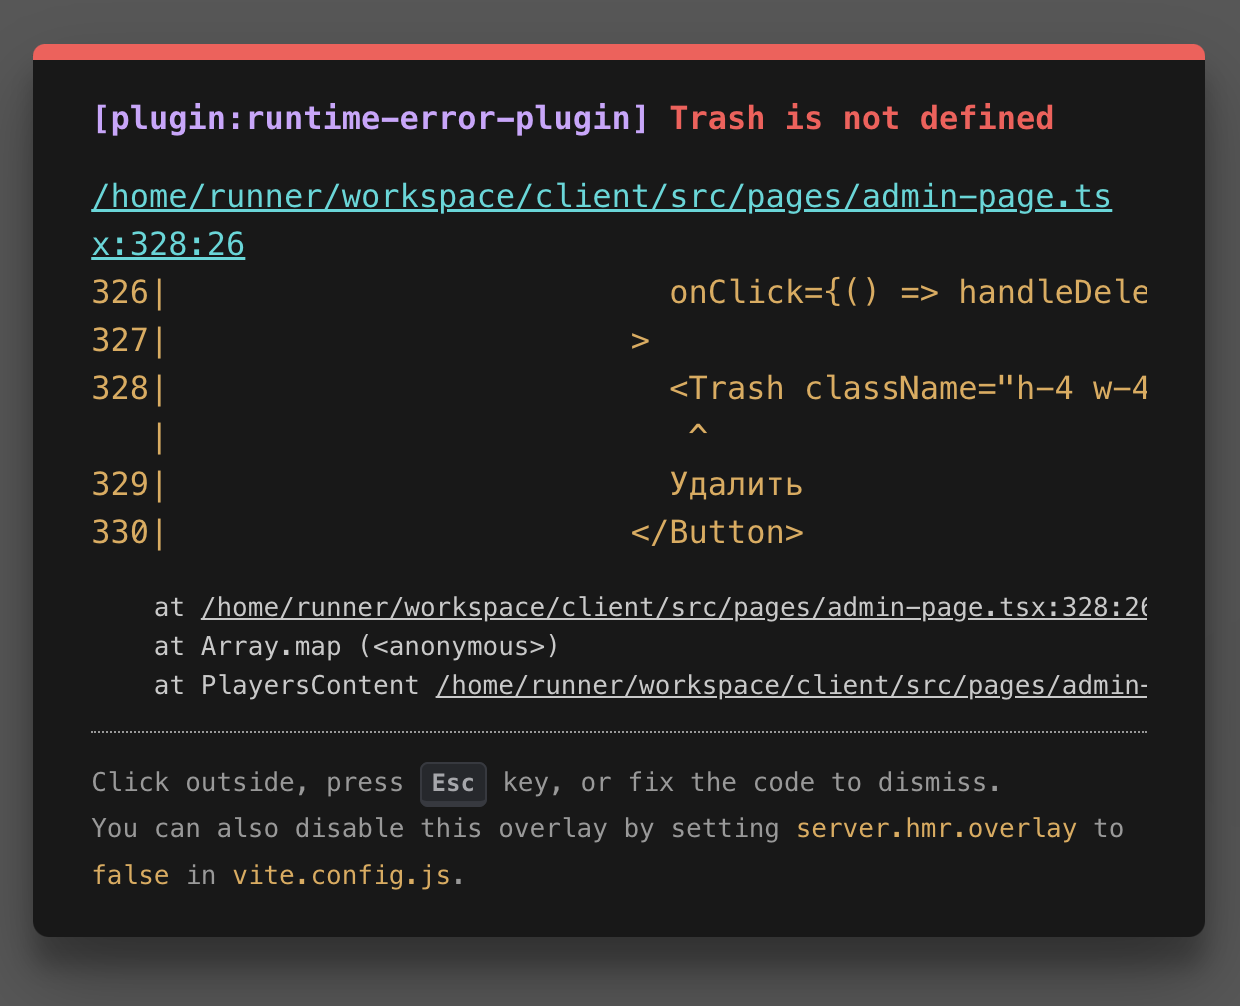 [plugin:runtime-error-plugin] Trash is not defined
/home/runner/workspace/client/src/pages/admin-page.ts
x:328:26
326|                          onClick={() => handleDele
327|                        >
328|                          <Trash className="h-4 w-4
   |                           ^
329|                          Удалить
330|                        </Button>
at /home/runner/workspace/client/src/pages/admin-page.tsx:328:26
at Array.map (<anonymous>)
at PlayersContent /home/runner/workspace/client/src/pages/admin-
Click outside, press Esc key, or fix the code to dismiss.
You can also disable this overlay by setting server.hmr.overlay to
false in vite.config.js.